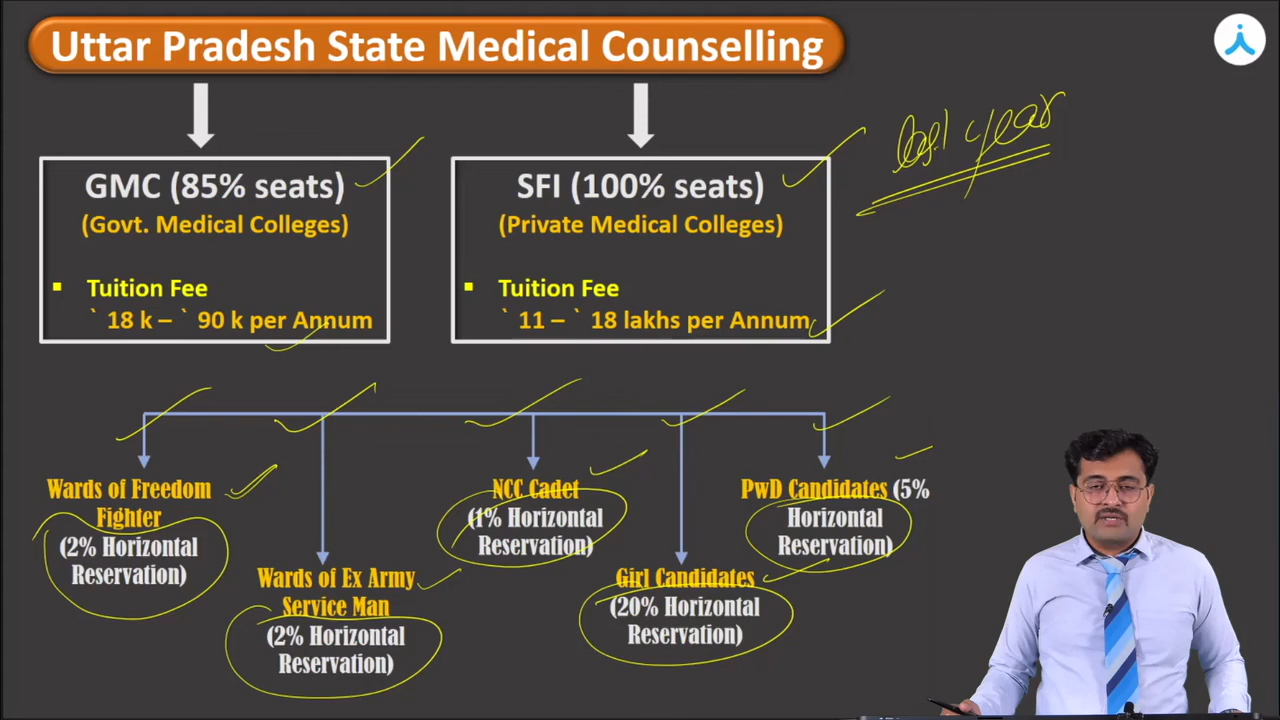 Uttar Pradesh State Medical Counselling
last year
GMC (85% seats)
(Govt. Medical Colleges)
▪ Tuition Fee
` 18 k – ` 90 k per Annum
SFI (100% seats)
(Private Medical Colleges)
▪ Tuition Fee
` 11 – ` 18 lakhs per Annum
Wards of Freedom
Fighter
(2% Horizontal
Reservation)
Wards of Ex Army
Service Man
(2% Horizontal
Reservation)
NCC Cadet
(1% Horizontal
Reservation)
Girl Candidates
(20% Horizontal
Reservation)
PwD Candidates (5%
Horizontal
Reservation)